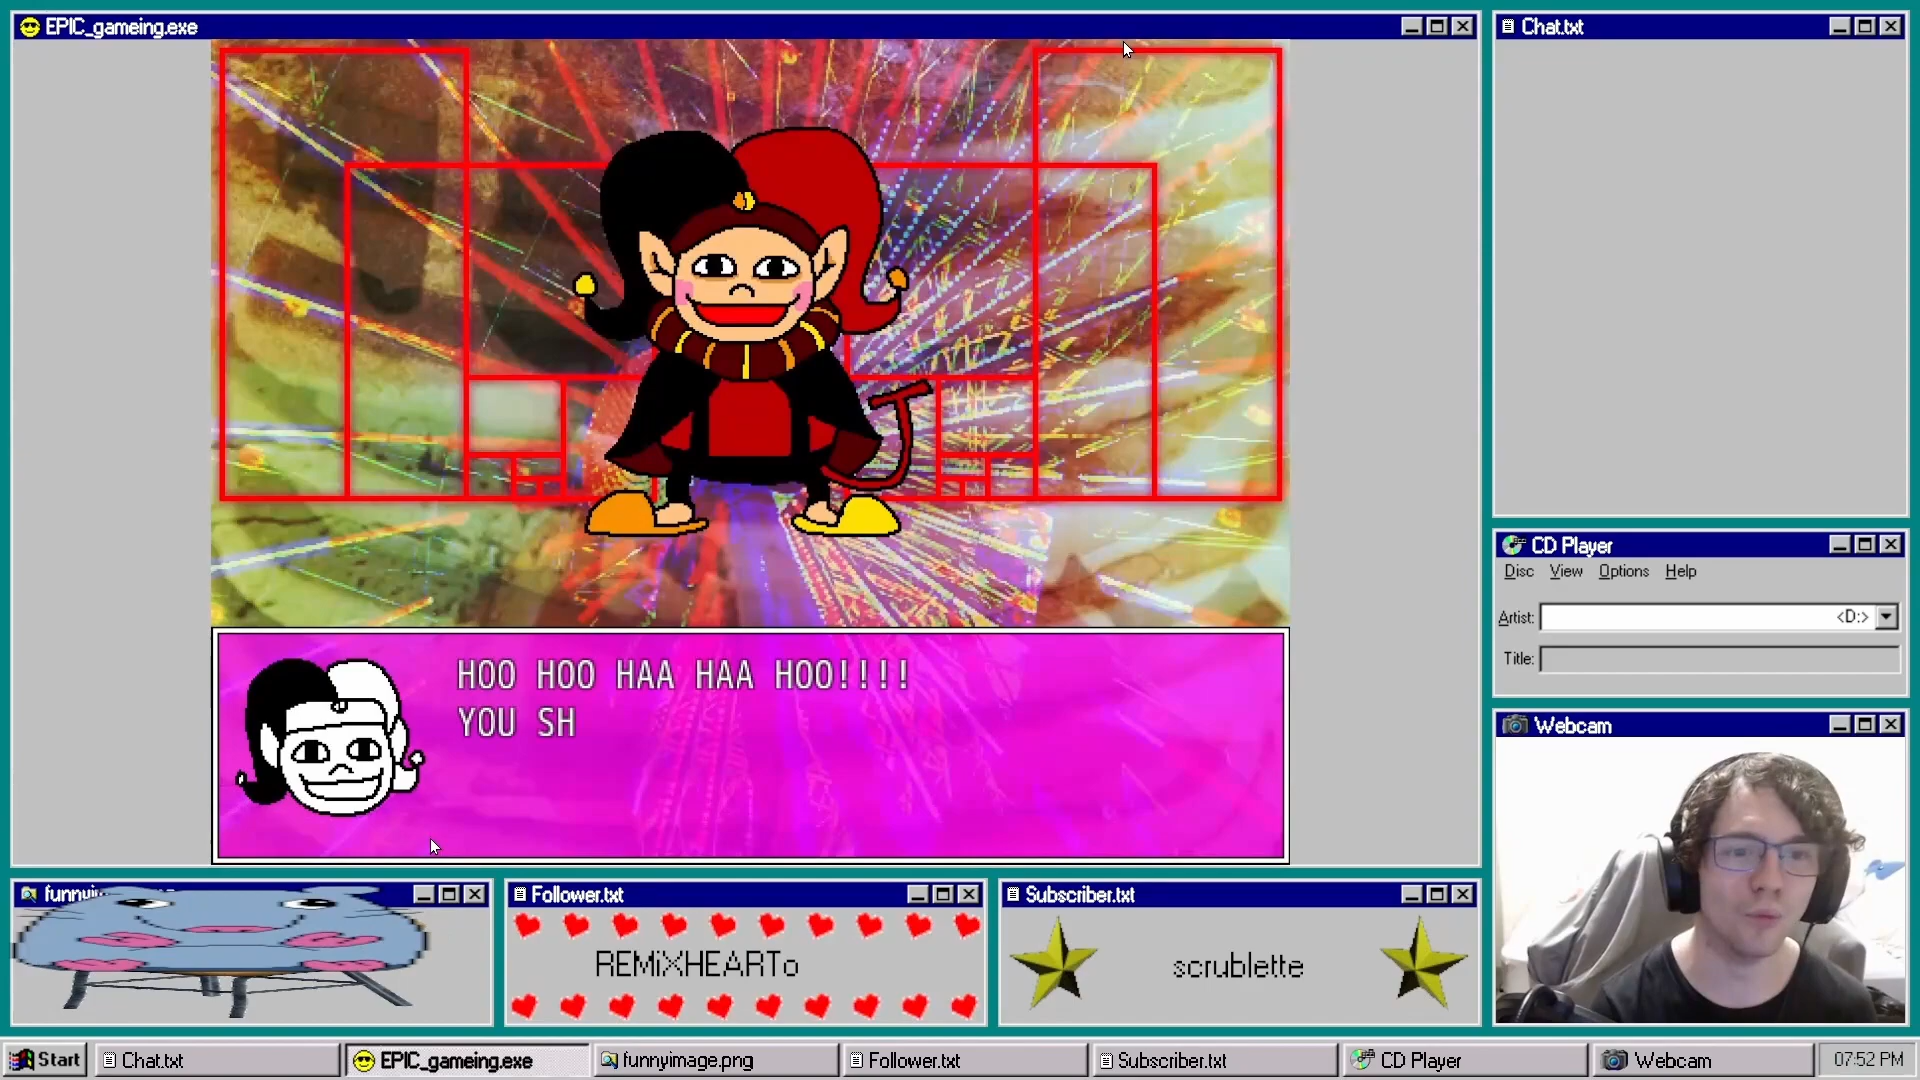 EPIC_gameing.exe
Chat.txt
HOO HOO HAA HAA HOO!!!!
YOU SH
CD Player
Disc View Options Help
Artist: <D:>
Title:
Webcam
Follower.txt
REMiXHEARTo
Subscriber.txt
scrublette
Start
Chat.txt
EPIC_gameing.exe
funnyimage.png
Follower.txt
Subscriber.txt
CD Player
Webcam
07:52 PM